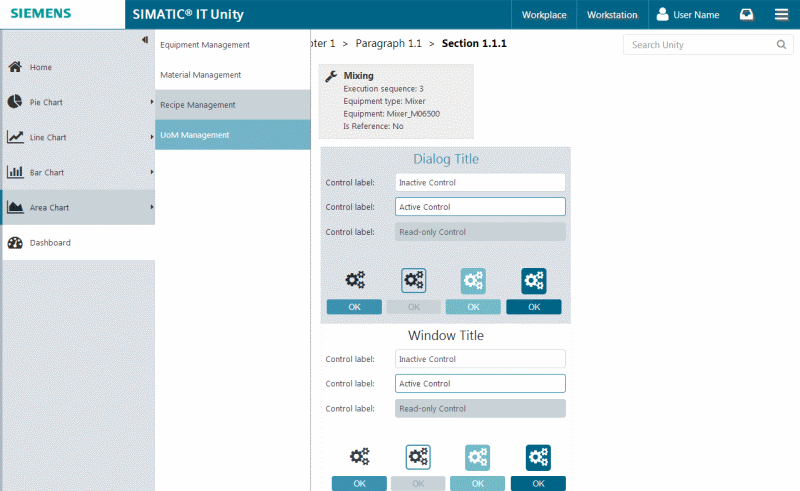 SIEMENS
SIMATIC® IT Unity
Workplace
Workstation
User Name
Home
Pie Chart
Line Chart
Bar Chart
Area Chart
Dashboard
Equipment Management
Material Management
Recipe Management
UoM Management
1 > Paragraph 1.1 > Section 1.1.1
Search Unity
Mixing
Execution sequence: 3
Equipment type: Mixer
Equipment: Mixer_M06500
Is Reference: No
Dialog Title
Control label: Inactive Control
Control label: Active Control
Control label: Read-only Control
OK OK OK OK
Window Title
Control label: Inactive Control
Control label: Active Control
Control label: Read-only Control
OK OK OK OK